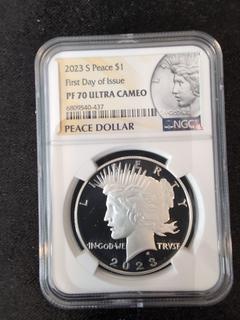 2023 S Peace $1
First Day of Issue
PF 70 ULTRA CAMEO
6809540-437
PEACE DOLLAR
NGC
LIBERTY
IN·GOD·WE TRVST
2023